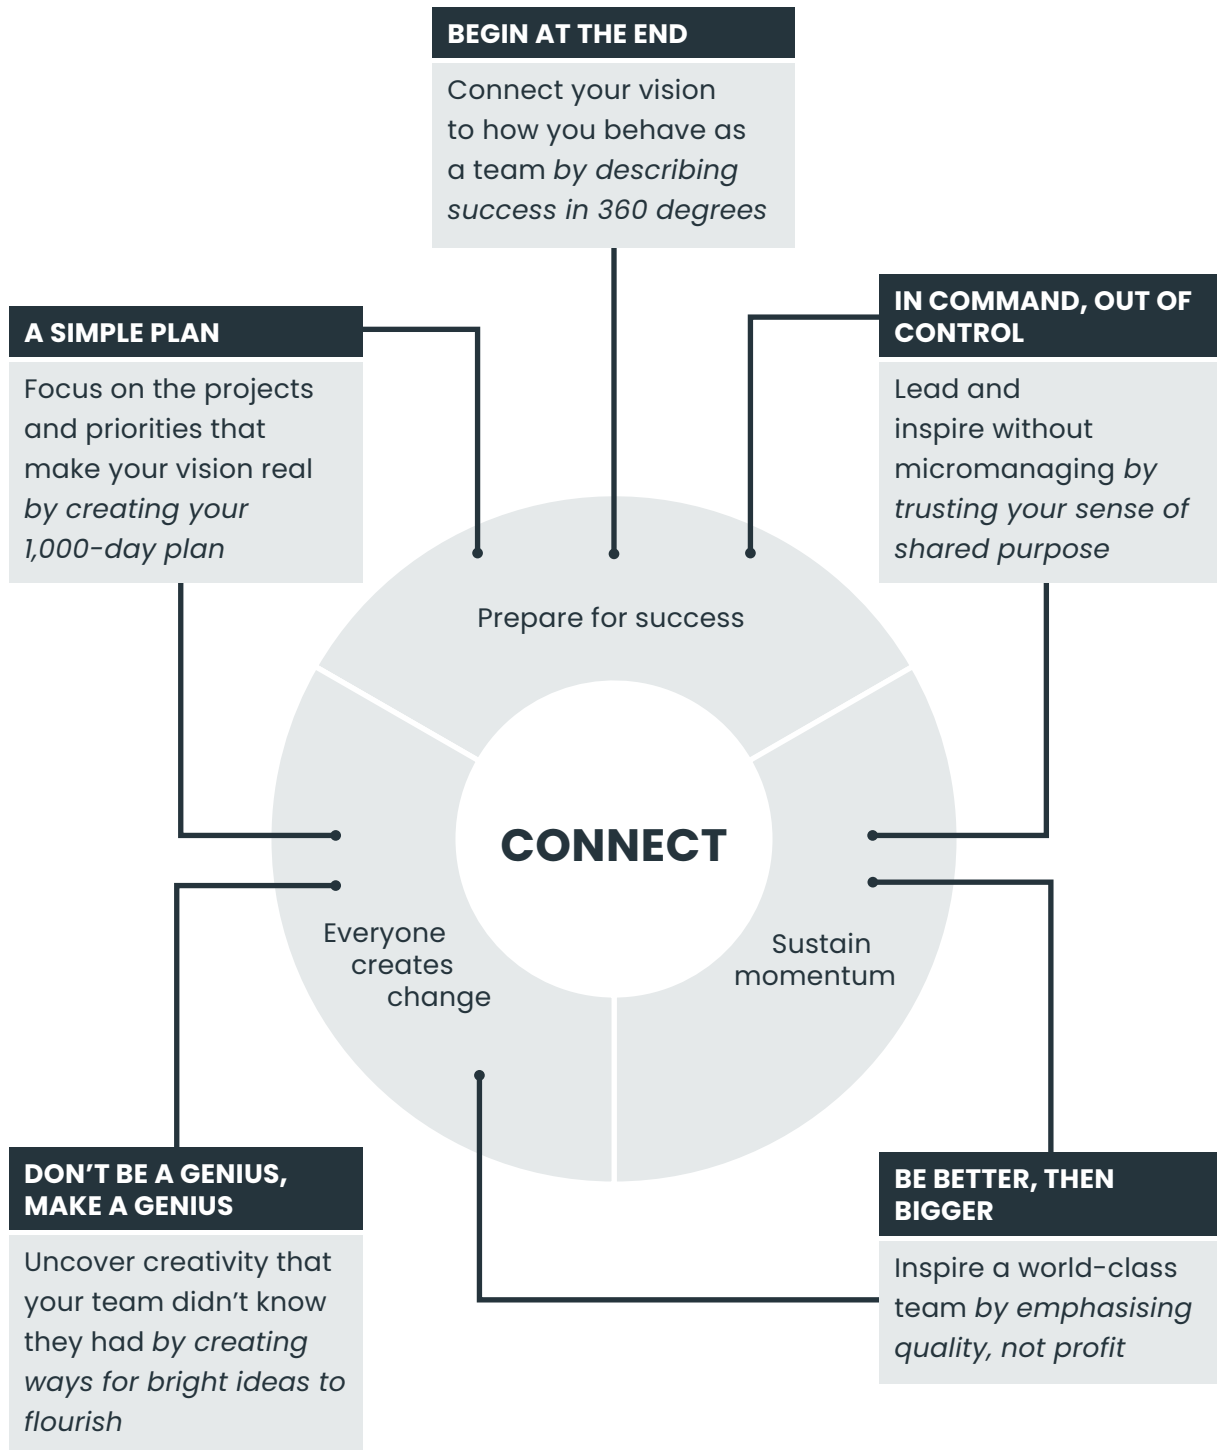 BEGIN AT THE END
Connect your vision
to how you behave as
a team by describing
success in 360 degrees
A SIMPLE PLAN
Focus on the projects
and priorities that
make your vision real
by creating your
1,000-day plan
IN COMMAND, OUT OF
CONTROL
Lead and
inspire without
micromanaging by
trusting your sense of
shared purpose
Prepare for success
CONNECT
Everyone
creates
change
Sustain
momentum
DON’T BE A GENIUS,
MAKE A GENIUS
Uncover creativity that
your team didn’t know
they had by creating
ways for bright ideas to
flourish
BE BETTER, THEN
BIGGER
Inspire a world-class
team by emphasising
quality, not profit